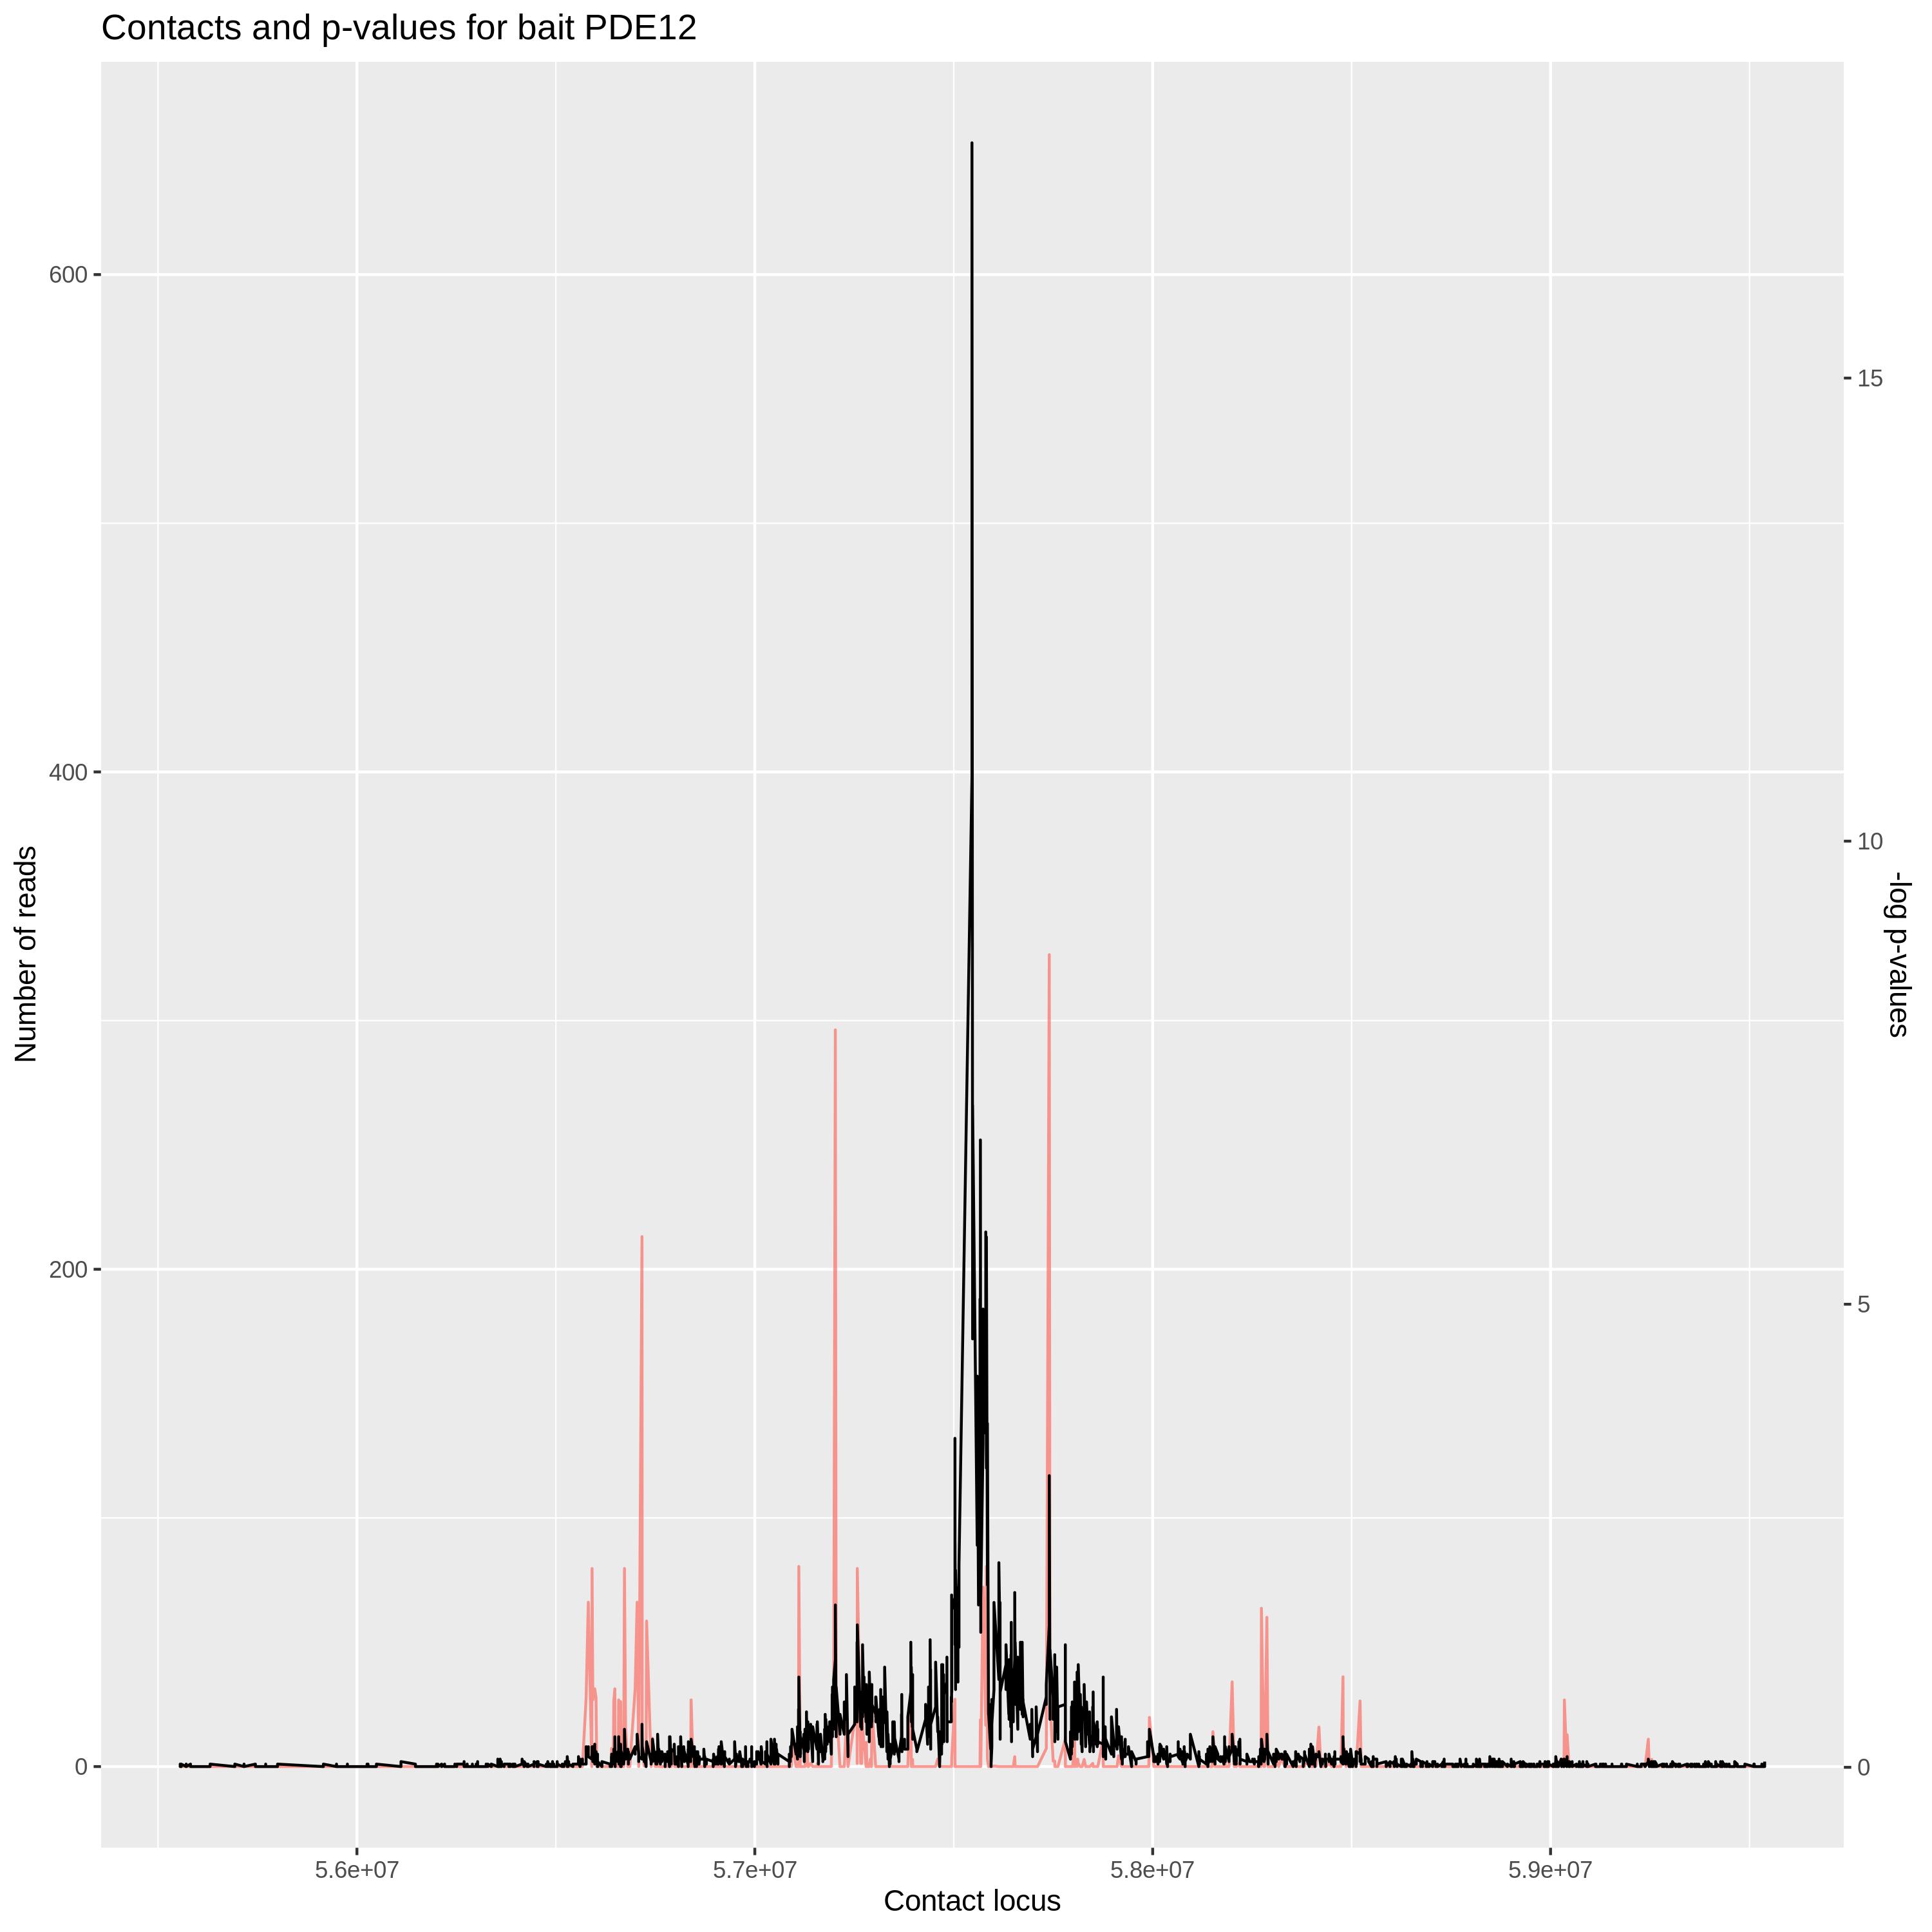 Contacts and p-values for bait PDE12
Number of reads
600
400
200
0
15
10
5
0
-log p-values
5.6e+07
5.7e+07
5.8e+07
5.9e+07
Contact locus